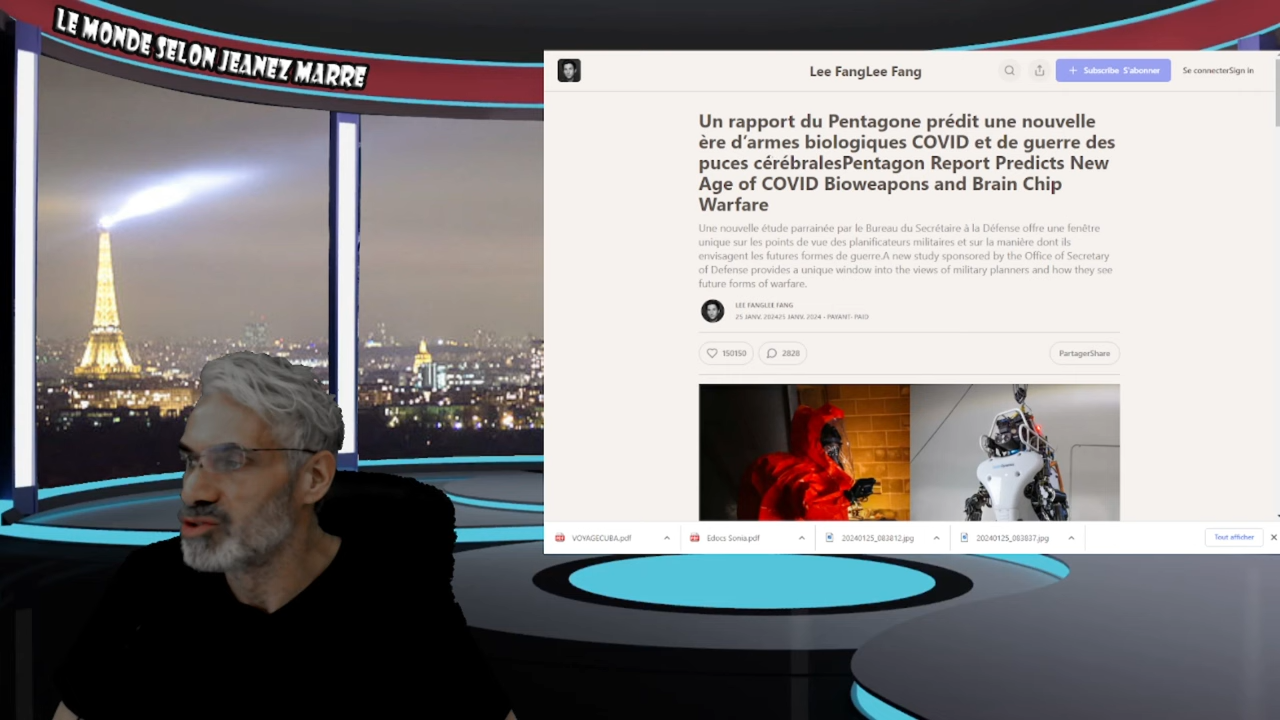 LE MONDE SELON JEANEZ MARRE
Lee FangLee Fang
Subscribe S'abonner
Se connecterSign in
Un rapport du Pentagone prédit une nouvelle
ère d'armes biologiques COVID et de guerre des
puces cérébralesPentagon Report Predicts New
Age of COVID Bioweapons and Brain Chip
Warfare
Une nouvelle étude parrainée par le Bureau du Secrétaire à la Défense offre une fenêtre
unique sur les points de vue des planificateurs militaires et sur la manière dont ils
envisagent les futures formes de guerre.A new study sponsored by the Office of Secretary
of Defense provides a unique window into the views of military planners and how they see
future forms of warfare.
LEE FANGLEE FANG
25 JANV. 202425 JANV. 2024 • PAYANT• PAID
150150
2828
PartagerShare
VOYAGECUBA.pdf
Edocs Sonia.pdf
20240125_083812.jpg
20240125_083837.jpg
Tout afficher